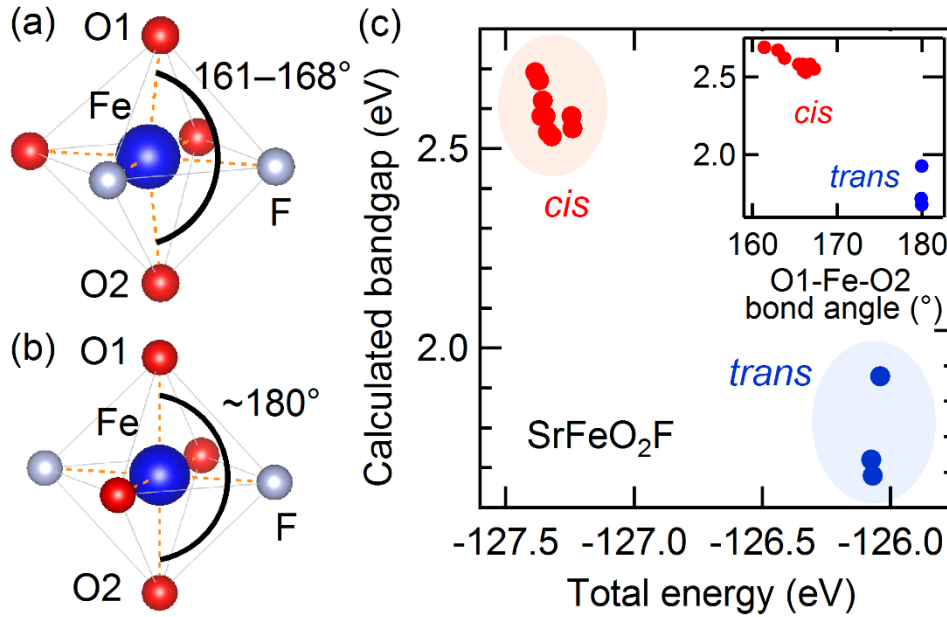 (a)
O1
161–168°
Fe
F
O2
(b)
O1
~180°
Fe
F
O2
(c)
Calculated bandgap (eV)
2.5
2.0
cis
trans
SrFeO₂F
-127.5 -127.0 -126.5 -126.0
Total energy (eV)
2.5
2.0
cis
trans
160 170 180
O1-Fe-O2
bond angle (°)